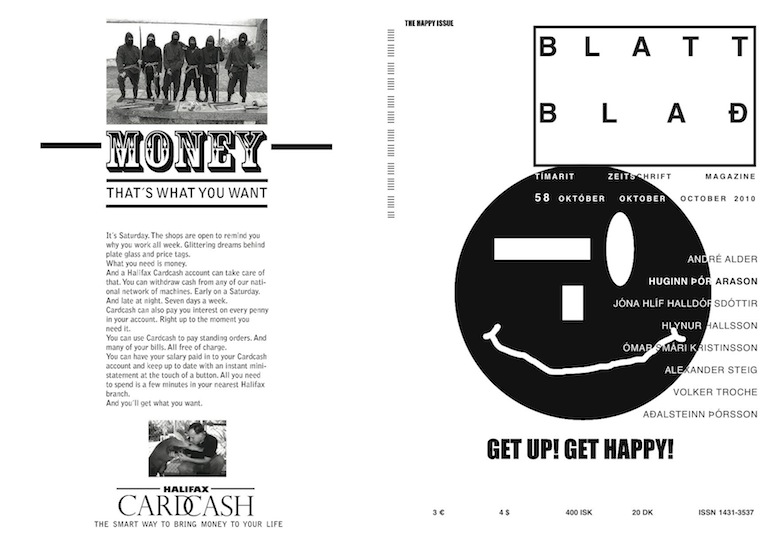 MONEY
THAT'S WHAT YOU WANT
It's Saturday. The shops are open to remind you
why you work all week. Glittering dreams behind
plate glass and price tags.
What you need is money.
And a Halifax Cardcash account can take care of
that. You can withdraw cash from any of our nati-
onal network of machines. Early on a Saturday.
And late at night. Seven days a week.
Cardcash can also pay you interest on every penny
in your account. Right up to the moment you
need it.
You can use Cardcash to pay standing orders. And
many of your bills. All free of charge.
You can have your salary paid in to your Cardcash
account and keep up to date with an instant mini-
statement at the touch of a button. All you need
to spend is a few minutes in your nearest Halifax
branch.
And you'll get what you want.
HALIFAX
CARDCASH
THE SMART WAY TO BRING MONEY TO YOUR LIFE
THE HAPPY ISSUE
BLATT
BLAÐ
TÍMARIT ZEITSCHRIFT MAGAZINE
58 OKTÓBER OKTOBER OCTOBER 2010
ANDRÉ ALDER
HUGINN ÞÓR ARASON
JÓNA HLÍF HALLDÓRSDÓTTIR
HLYNUR HALLSSON
ÓMAR SMÁRI KRISTINSSON
ALEXANDER STEIG
VOLKER TROCHE
AÐALSTEINN ÞÓRSSON
GET UP! GET HAPPY!
3 € 4 $ 400 ISK 20 DK ISSN 1431-3537